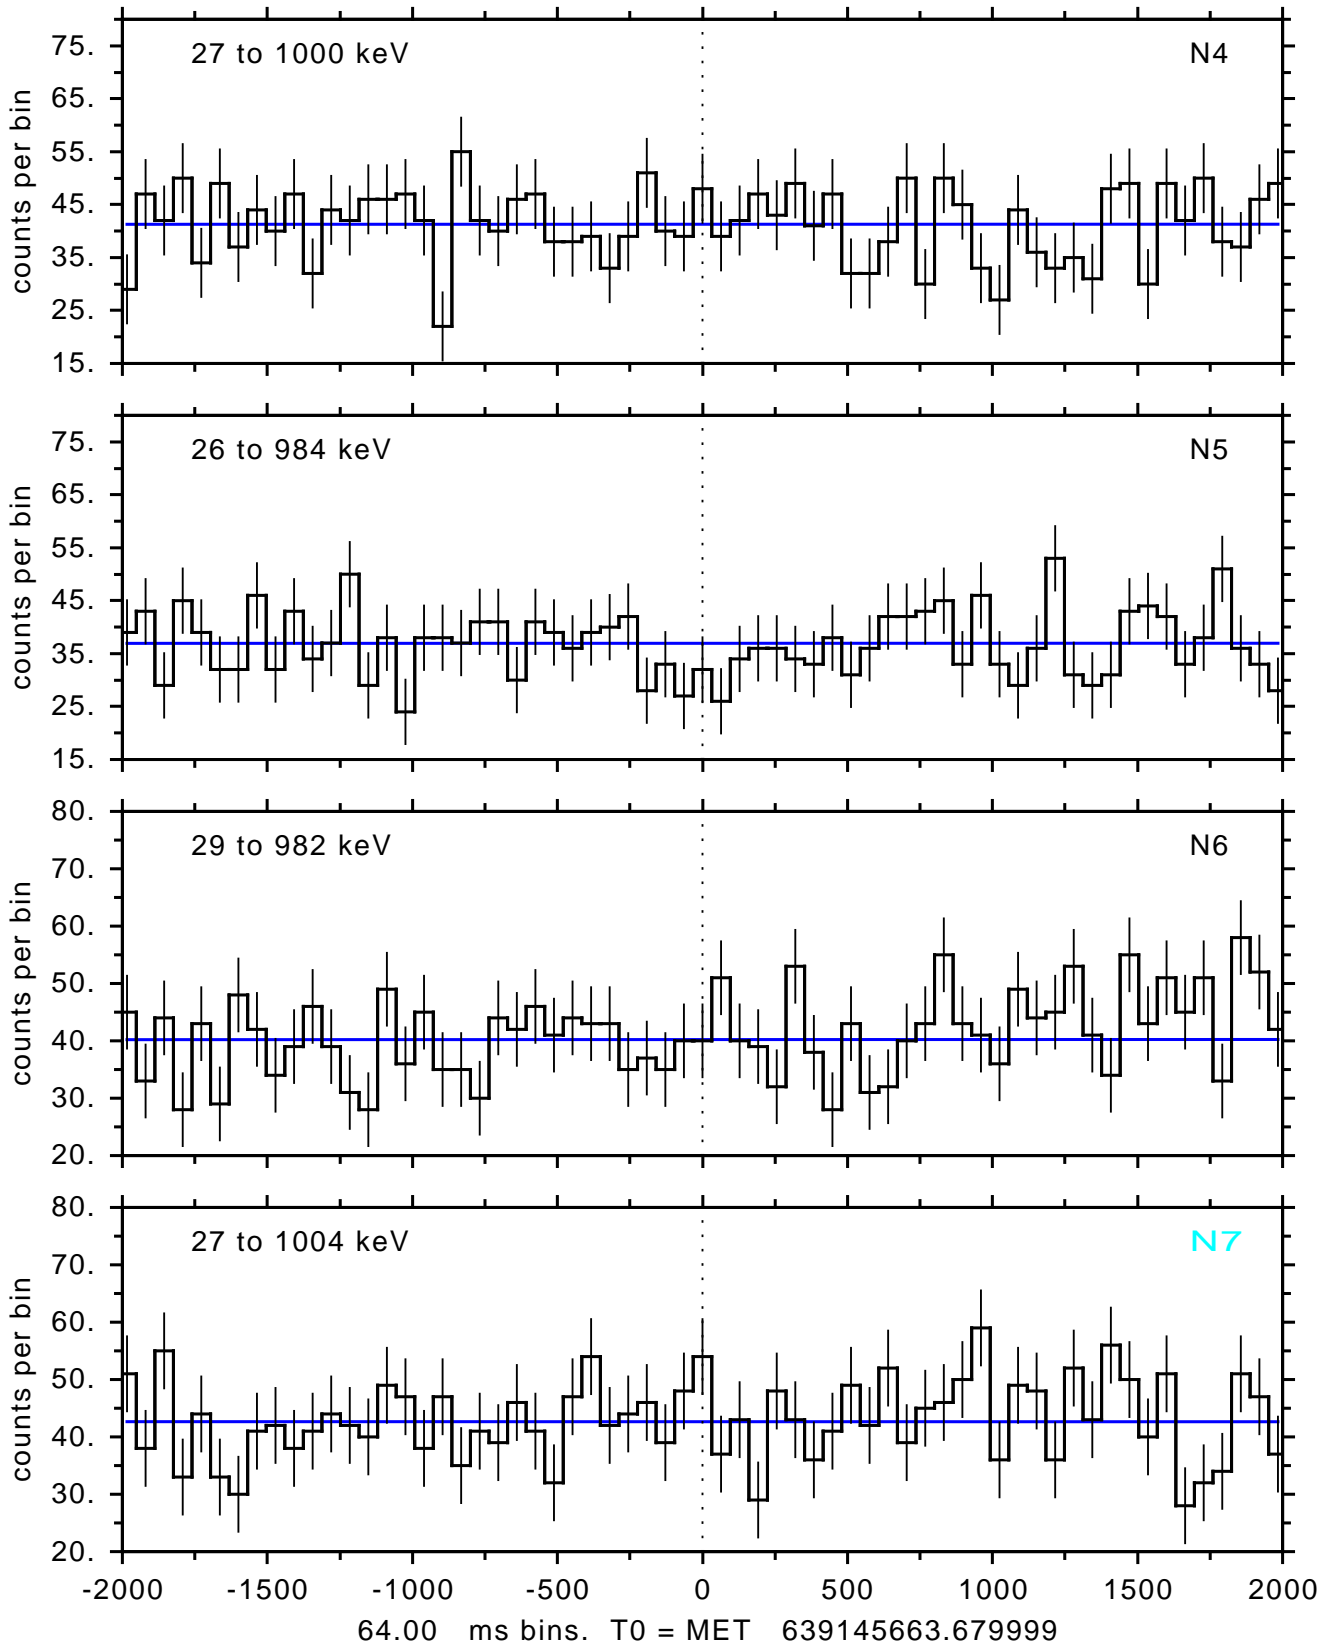 27 to 1000 keV N4
75.
65.
55.
45.
35.
25.
15.
counts per bin
26 to 984 keV N5
75.
65.
55.
45.
35.
25.
15.
counts per bin
29 to 982 keV N6
80.
70.
60.
50.
40.
30.
20.
counts per bin
27 to 1004 keV N7
80.
70.
60.
50.
40.
30.
20.
counts per bin
-2000 -1500 -1000 -500 0 500 1000 1500 2000
64.00 ms bins. T0 = MET 639145663.679999